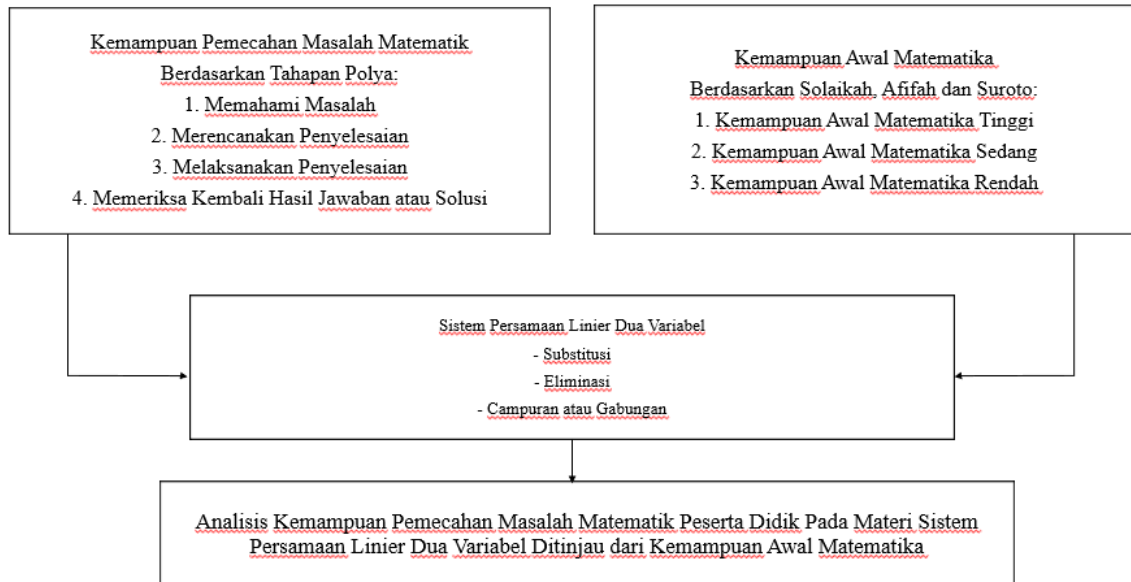 Kemampuan Pemecahan Masalah Matematik
Berdasarkan Tahapan Polya:
1. Memahami Masalah
2. Merencanakan Penyelesaian
3. Melaksanakan Penyelesaian
4. Memeriksa Kembali Hasil Jawaban atau Solusi
Kemampuan Awal Matematika
Berdasarkan Solaikah, Afifah dan Suroto:
1. Kemampuan Awal Matematika Tinggi
2. Kemampuan Awal Matematika Sedang
3. Kemampuan Awal Matematika Rendah
Sistem Persamaan Linier Dua Variabel
- Substitusi
- Eliminasi
- Campuran atau Gabungan
Analisis Kemampuan Pemecahan Masalah Matematik Peserta Didik Pada Materi Sistem
Persamaan Linier Dua Variabel Ditinjau dari Kemampuan Awal Matematika